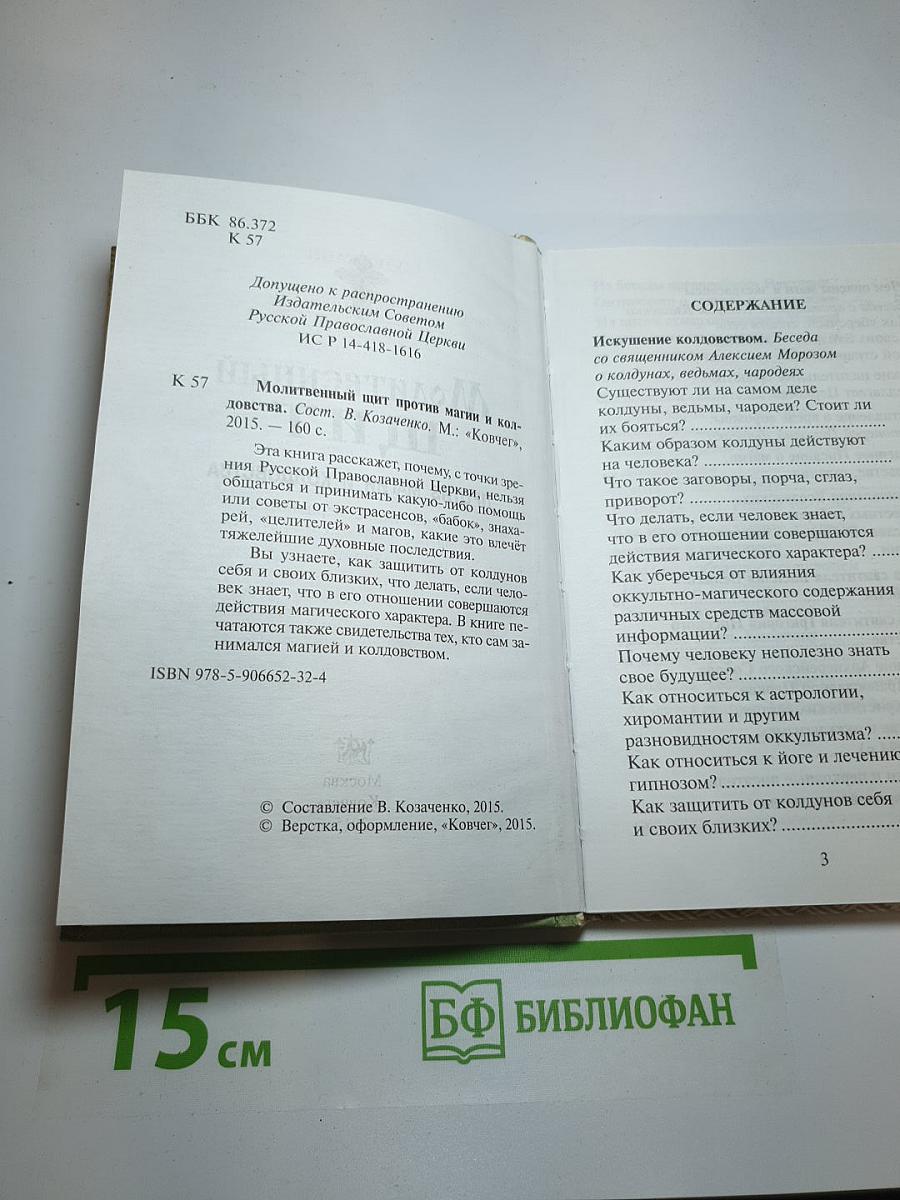 ББК 86.372
К 57
Допущено к распространению
Издательским Советом
Русской Православной Церкви
ИС Р 14-418-1616
К 57
Молитвенный щит против магии и кол-
довства. Сост. В. Козаченко. М.: «Ковчег»,
2015. — 160 с.
Эта книга расскажет, почему, с точки зре-
ния Русской Православной Церкви, нельзя
общаться и принимать какую-либо помощь
или советы от экстрасенсов, «бабок», знаха-
рей, «целителей» и магов, какие это влечёт
тяжелейшие духовные последствия.
Вы узнаете, как защитить от колдунов
себя и своих близких, что делать, если чело-
век знает, что в его отношении совершаются
действия магического характера. В книге пе-
чатаются также свидетельства тех, кто сам за-
нимался магией и колдовством.
ISBN 978-5-906652-32-4
© Составление В. Козаченко, 2015.
© Верстка, оформление, «Ковчег», 2015.
СОДЕРЖАНИЕ
Искушение колдовством. Беседа
со священником Алексием Морозом
о колдунах, ведьмах, чародеях
Существуют ли на самом деле
колдуны, ведьмы, чародеи? Стоит ли
их бояться?
Каким образом колдуны действуют
на человека?
Что такое заговоры, порча, сглаз,
приворот?
Что делать, если человек знает,
что в его отношении совершаются
действия магического характера?
Как уберечься от влияния
оккультно-магического содержания
различных средств массовой
информации?
Почему человеку неполезно знать
свое будущее?
Как относиться к астрологии,
хиромантии и другим
разновидностям оккультизма?
Как относиться к йоге и лечению
гипнозом?
Как защитить от колдунов себя
и своих близких?
3
15 см
БФ БИБЛИОФАН